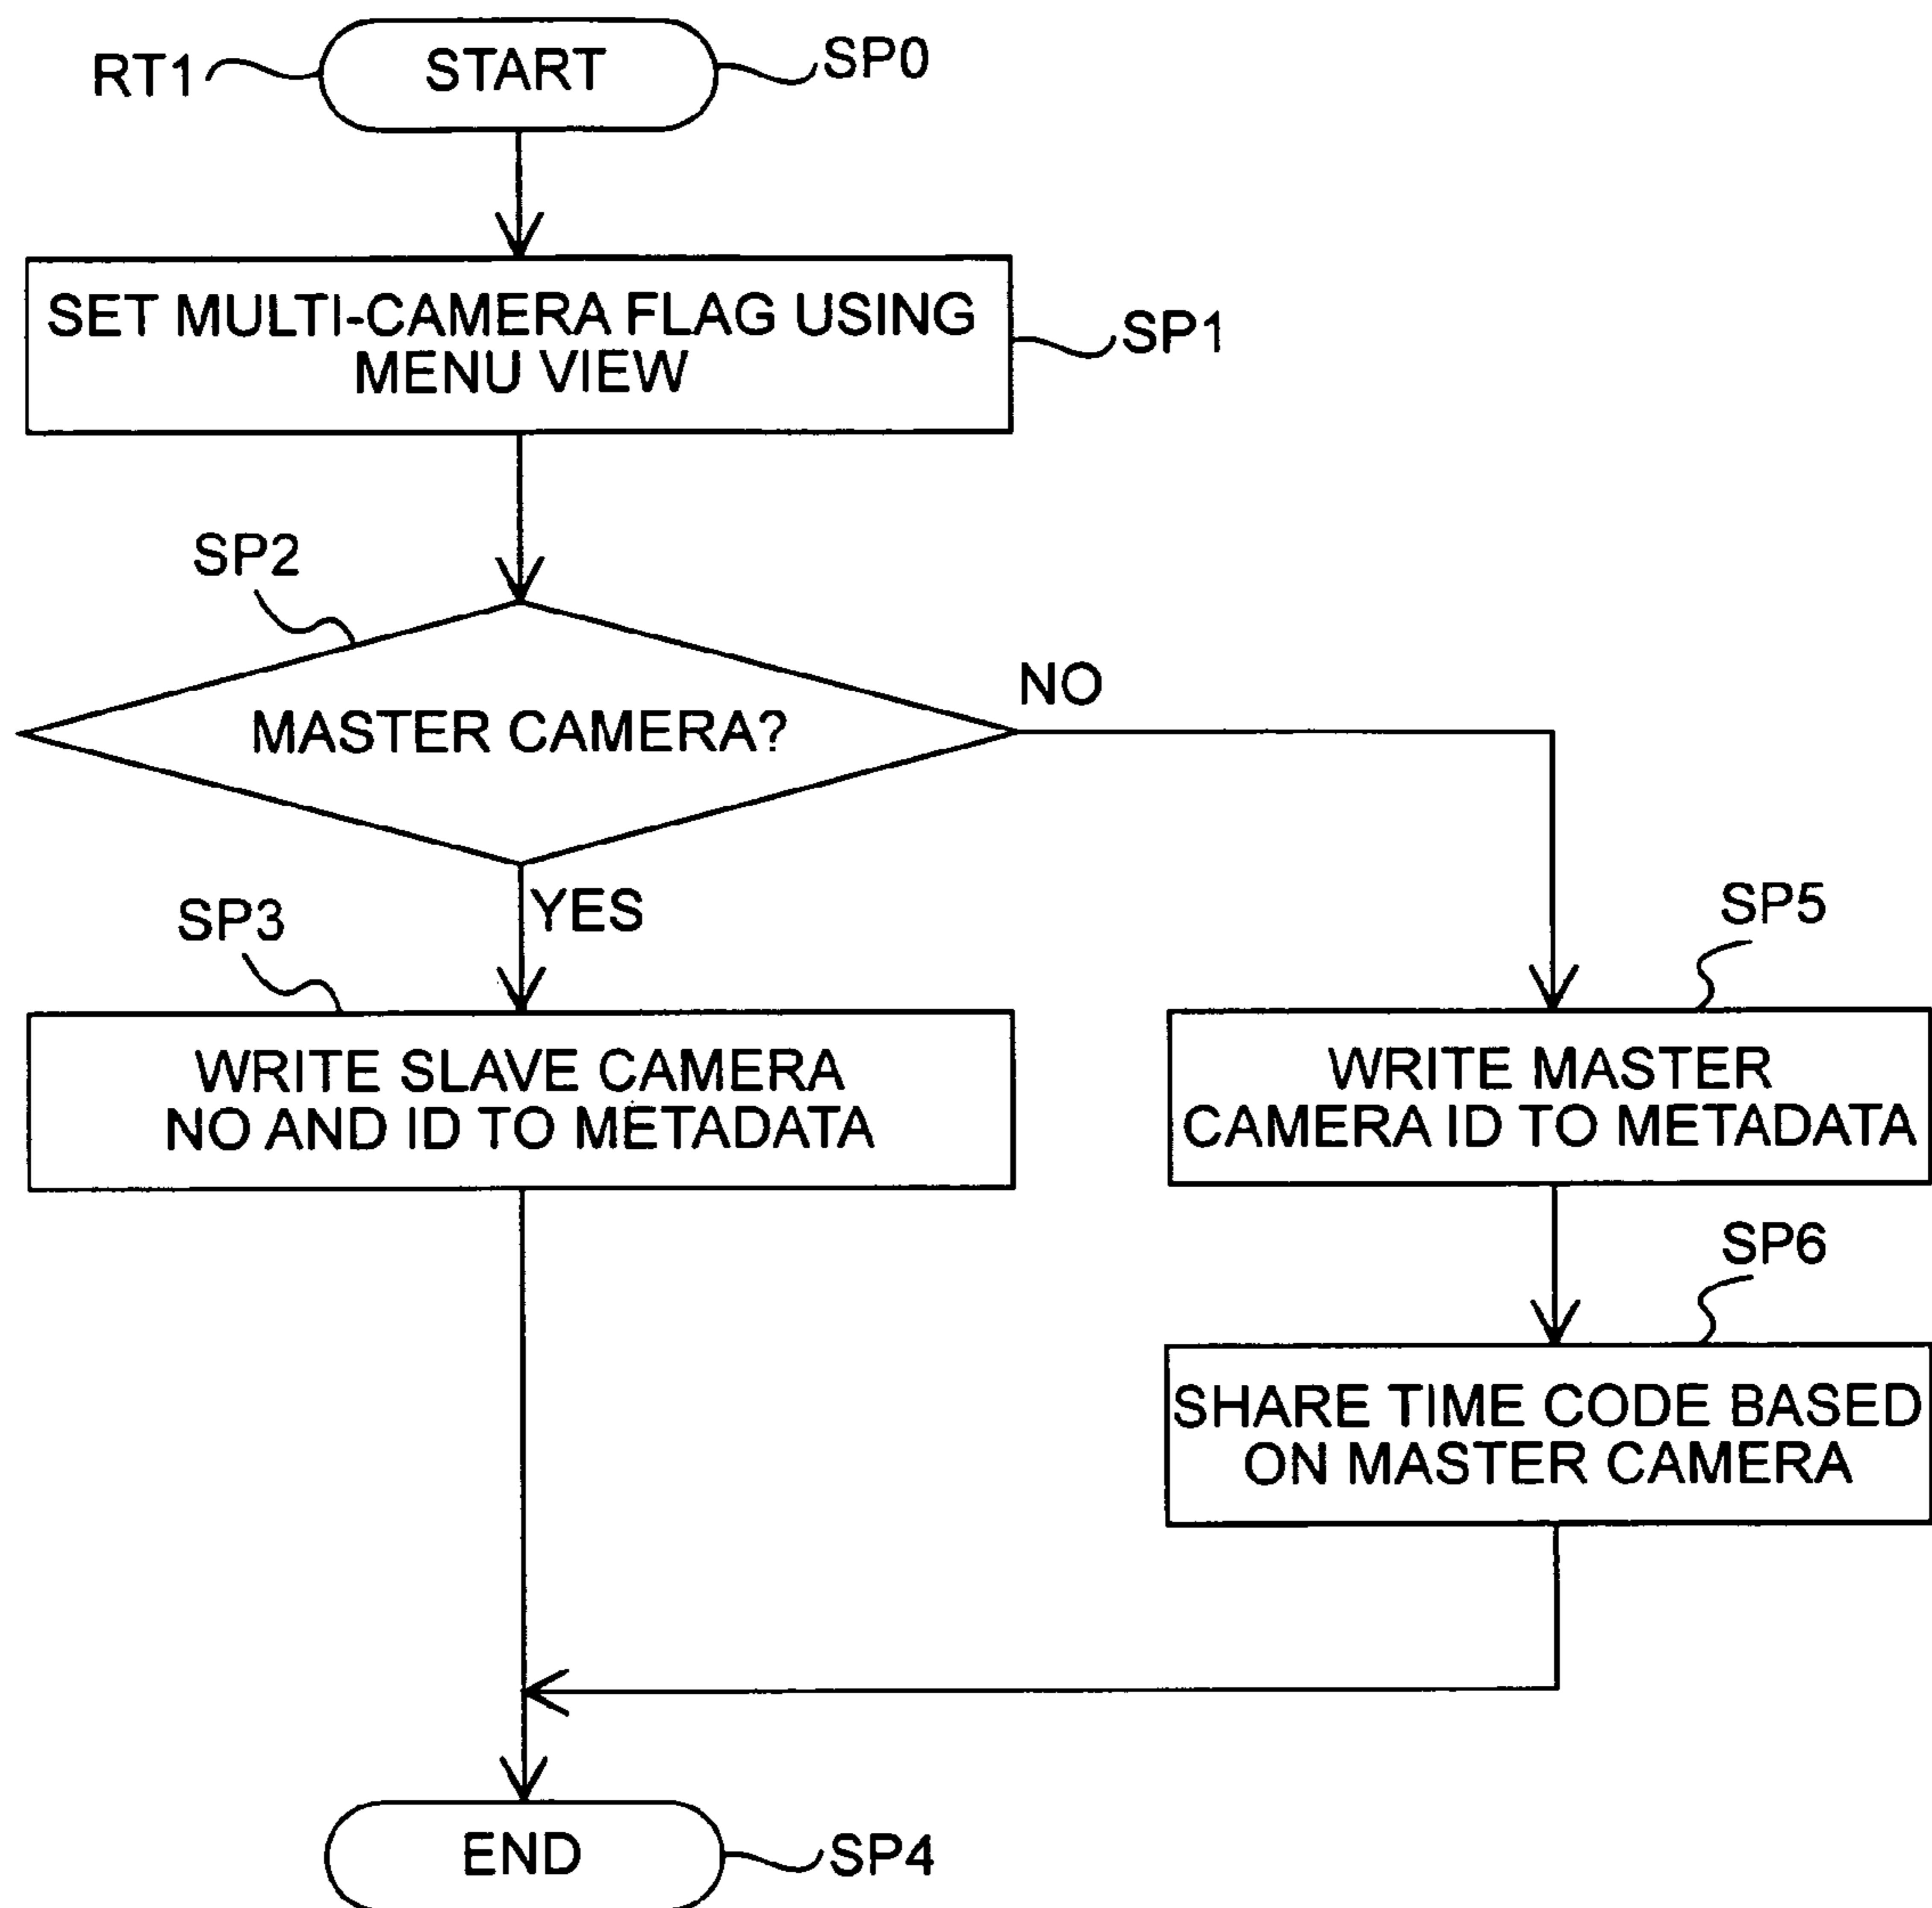 RT1
START
SP0
SET MULTI-CAMERA FLAG USING
MENU VIEW
SP1
SP2
MASTER CAMERA?
NO
YES
SP3
WRITE SLAVE CAMERA
NO AND ID TO METADATA
SP5
WRITE MASTER
CAMERA ID TO METADATA
SP6
SHARE TIME CODE BASED
ON MASTER CAMERA
END
SP4